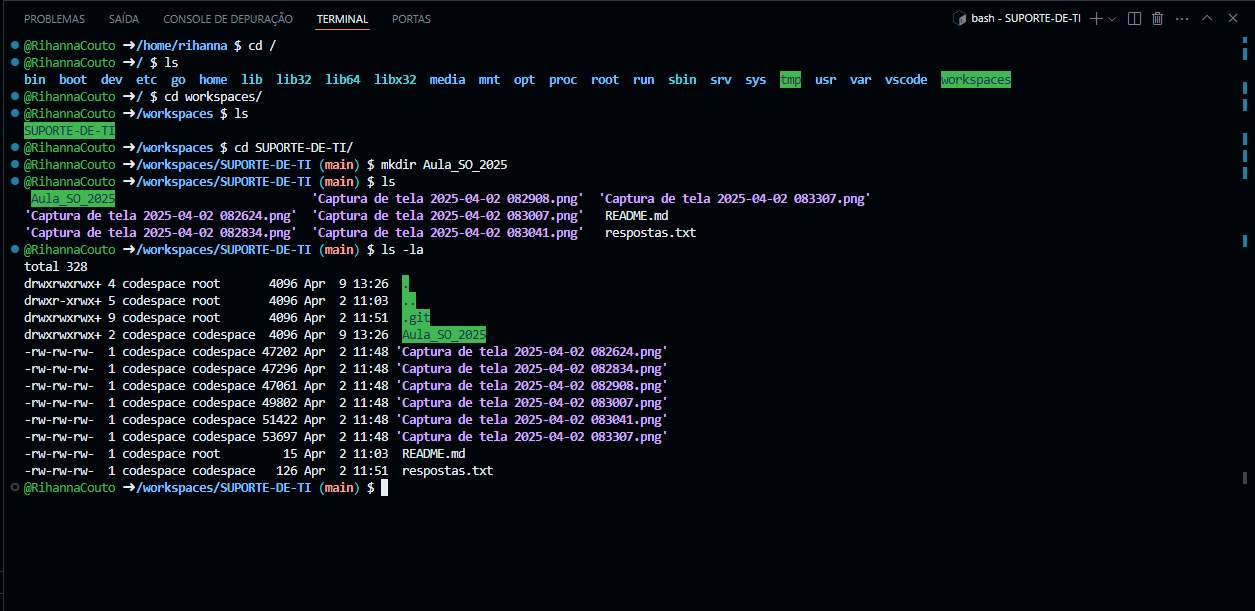 PROBLEMAS SAÍDA CONSOLE DE DEPURAÇÃO TERMINAL PORTAS bash - SUPORTE-DE-TI
@RihannaCouto ➜/home/rihanna $ cd /
@RihannaCouto ➜/ $ ls
bin boot dev etc go home lib lib32 lib64 libx32 media mnt opt proc root run sbin srv sys tmp usr var vscode workspaces
@RihannaCouto ➜/ $ cd workspaces/
@RihannaCouto ➜/workspaces $ ls
SUPORTE-DE-TI
@RihannaCouto ➜/workspaces $ cd SUPORTE-DE-TI/
@RihannaCouto ➜/workspaces/SUPORTE-DE-TI (main) $ mkdir Aula_SO_2025
@RihannaCouto ➜/workspaces/SUPORTE-DE-TI (main) $ ls
Aula_SO_2025 'Captura de tela 2025-04-02 082908.png' 'Captura de tela 2025-04-02 083307.png'
'Captura de tela 2025-04-02 082624.png' 'Captura de tela 2025-04-02 083007.png' README.md
'Captura de tela 2025-04-02 082834.png' 'Captura de tela 2025-04-02 083041.png' respostas.txt
@RihannaCouto ➜/workspaces/SUPORTE-DE-TI (main) $ ls -la
total 328
drwxrwxrwx+ 4 codespace root 4096 Apr 9 13:26 .
drwxr-xrwx+ 5 codespace root 4096 Apr 2 11:03 ..
drwxrwxrwx+ 9 codespace root 4096 Apr 2 11:51 .git
drwxrwxrwx+ 2 codespace codespace 4096 Apr 9 13:26 Aula_SO_2025
-rw-rw-rw- 1 codespace codespace 47202 Apr 2 11:48 'Captura de tela 2025-04-02 082624.png'
-rw-rw-rw- 1 codespace codespace 47296 Apr 2 11:48 'Captura de tela 2025-04-02 082834.png'
-rw-rw-rw- 1 codespace codespace 47061 Apr 2 11:48 'Captura de tela 2025-04-02 082908.png'
-rw-rw-rw- 1 codespace codespace 49802 Apr 2 11:48 'Captura de tela 2025-04-02 083007.png'
-rw-rw-rw- 1 codespace codespace 51422 Apr 2 11:48 'Captura de tela 2025-04-02 083041.png'
-rw-rw-rw- 1 codespace codespace 53697 Apr 2 11:48 'Captura de tela 2025-04-02 083307.png'
-rw-rw-rw- 1 codespace root 15 Apr 2 11:03 README.md
-rw-rw-rw- 1 codespace codespace 126 Apr 2 11:51 respostas.txt
@RihannaCouto ➜/workspaces/SUPORTE-DE-TI (main) $